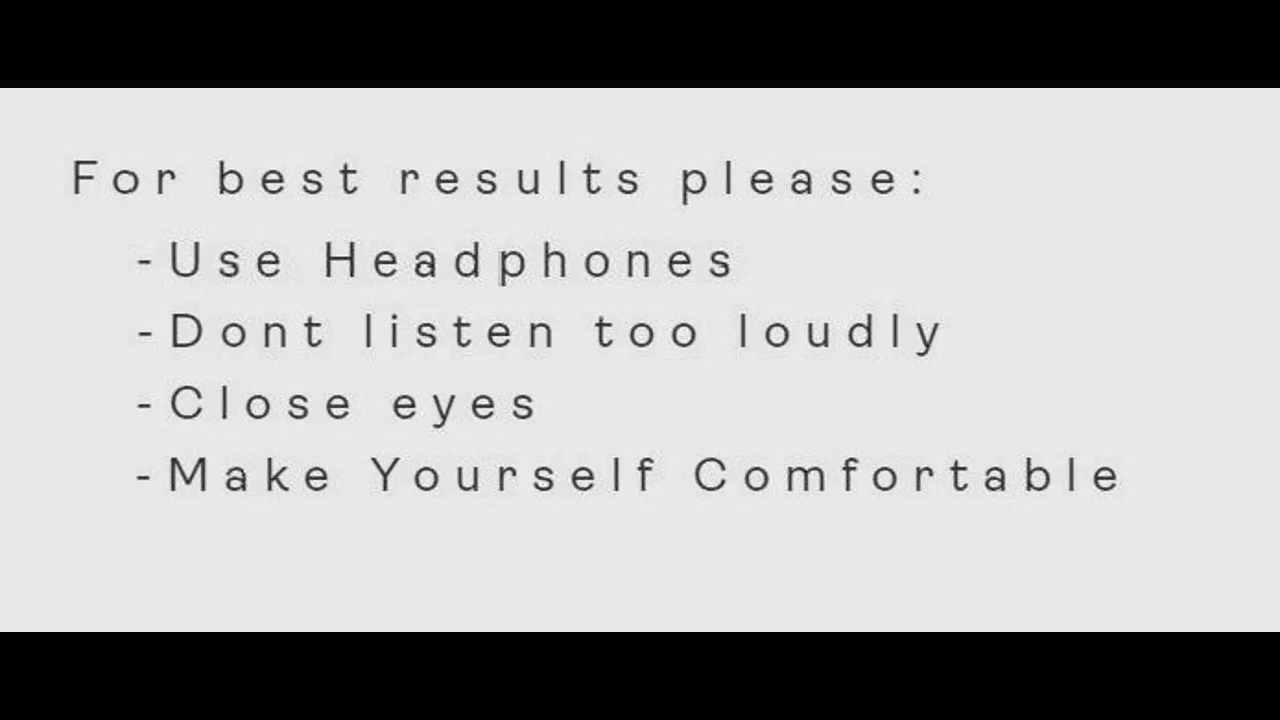 For best results please:
-Use Headphones
-Dont listen too loudly
-Close eyes
-Make Yourself Comfortable